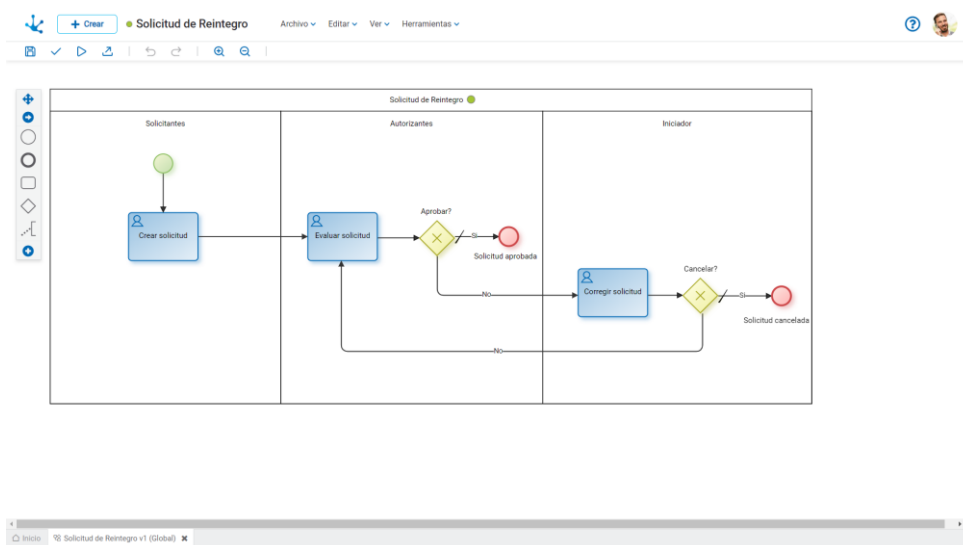 + Crear
Solicitud de Reintegro
Archivo
Editar
Ver
Herramientas
?
Solicitud de Reintegro
Solicitantes
Autorizantes
Iniciador
Crear solicitud
Evaluar solicitud
Aprobar?
Si
Solicitud aprobada
No
Corregir solicitud
Cancelar?
Si
Solicitud cancelada
No
Inicio
Solicitud de Reintegro v1 (Global)